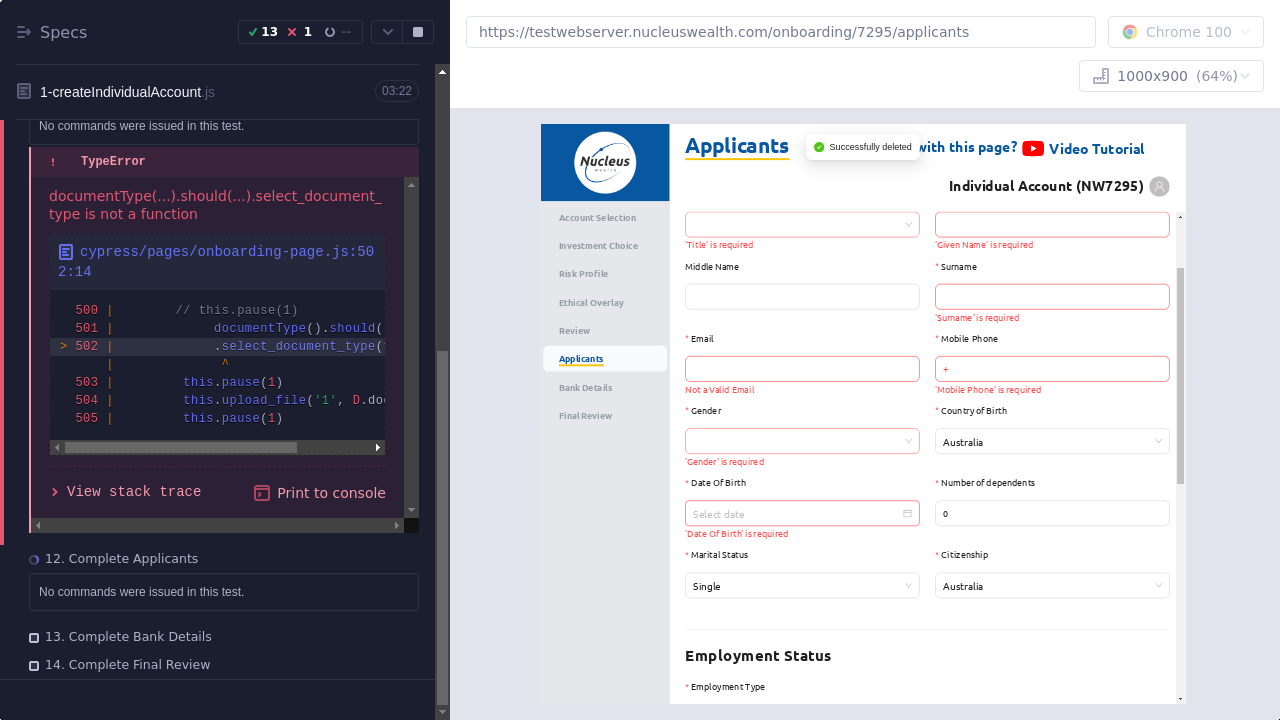 Specs
13
1
--
https://testwebserver.nucleuswealth.com/onboarding/7295/applicants
Chrome 100
1000x900 (64%)
1-createIndividualAccount.js
03:22
No commands were issued in this test.
TypeError
documentType(...).should(...).select_document_
type is not a function
cypress/pages/onboarding-page.js:50
2:14
500 | // this.pause(1)
501 | documentType().should(
> 502 | .select_document_type(
| ^
503 | this.pause(1)
504 | this.upload_file('1', D.doc
505 | this.pause(1)
View stack trace
Print to console
12. Complete Applicants
No commands were issued in this test.
13. Complete Bank Details
14. Complete Final Review
Nucleus
Wealth
Account Selection
Investment Choice
Risk Profile
Ethical Overlay
Review
Applicants
Bank Details
Final Review
Applicants
Successfully deleted
with this page?
Video Tutorial
Individual Account (NW7295)
'Title' is required
'Given Name' is required
Middle Name
* Surname
'Surname' is required
* Email
* Mobile Phone
+
Not a Valid Email
'Mobile Phone' is required
* Gender
* Country of Birth
Australia
'Gender' is required
* Date Of Birth
* Number of dependents
Select date
0
'Date Of Birth' is required
* Marital Status
* Citizenship
Single
Australia
Employment Status
* Employment Type